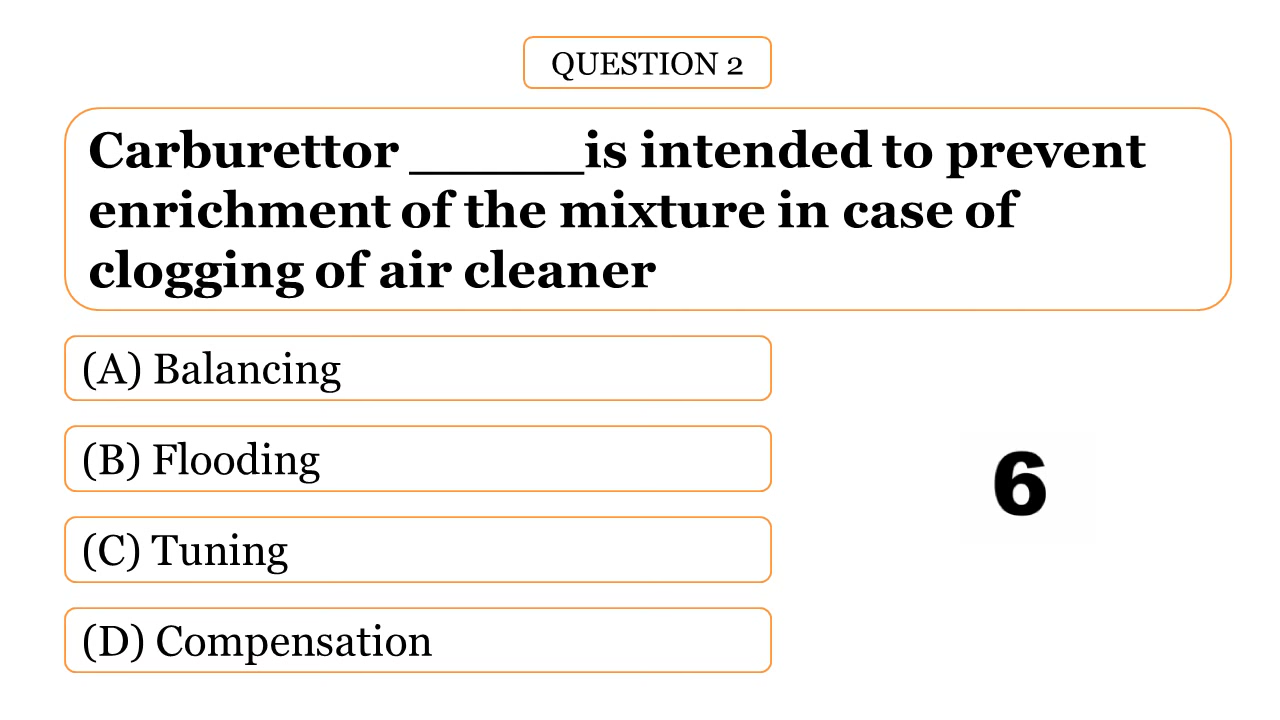 QUESTION 2
Carburettor ______is intended to prevent
enrichment of the mixture in case of
clogging of air cleaner
(A) Balancing
(B) Flooding
6
(C) Tuning
(D) Compensation